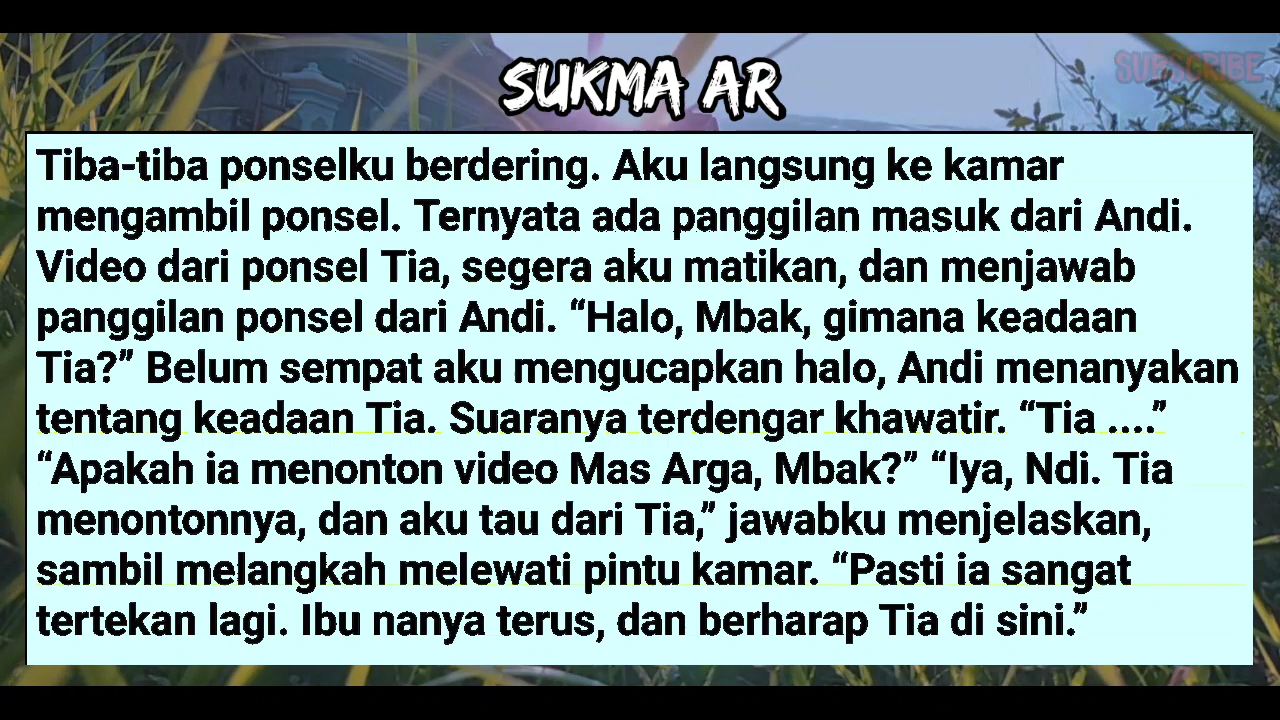 SUKMA AR
SUBSCRIBE
Tiba-tiba ponselku berdering. Aku langsung ke kamar
mengambil ponsel. Ternyata ada panggilan masuk dari Andi.
Video dari ponsel Tia, segera aku matikan, dan menjawab
panggilan ponsel dari Andi. “Halo, Mbak, gimana keadaan
Tia?” Belum sempat aku mengucapkan halo, Andi menanyakan
tentang keadaan Tia. Suaranya terdengar khawatir. “Tia ....”
“Apakah ia menonton video Mas Arga, Mbak?” “Iya, Ndi. Tia
menontonnya, dan aku tau dari Tia,” jawabku menjelaskan,
sambil melangkah melewati pintu kamar. “Pasti ia sangat
tertekan lagi. Ibu nanya terus, dan berharap Tia di sini.”